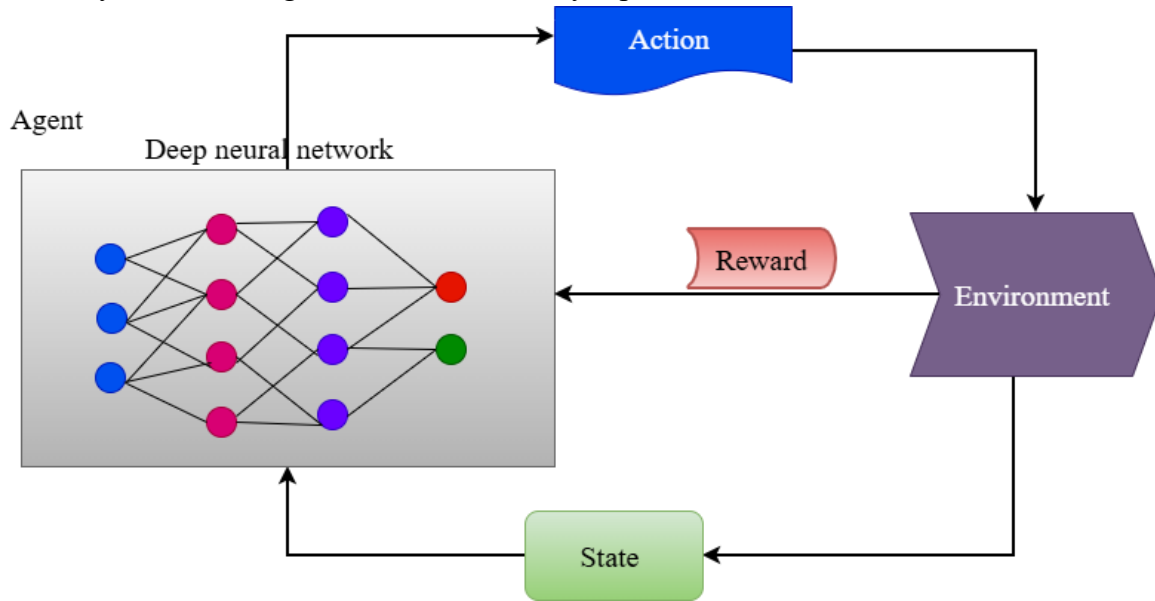 Action
Agent
Deep neural network
Reward
Environment
State